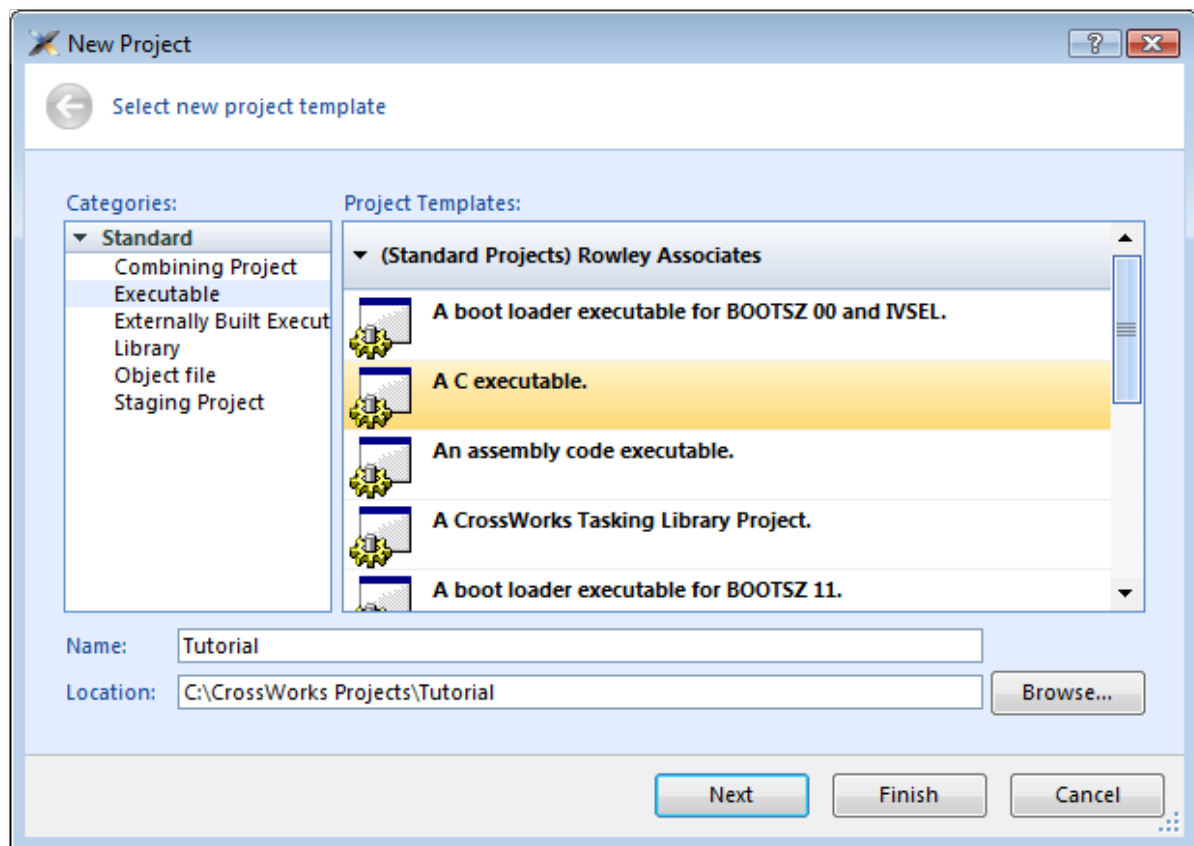 New Project
Select new project template
Categories:
Project Templates:
Standard
Combining Project
Executable
Externally Built Execut
Library
Object file
Staging Project
(Standard Projects) Rowley Associates
A boot loader executable for BOOTSZ 00 and IVSEL.
A C executable.
An assembly code executable.
A CrossWorks Tasking Library Project.
A boot loader executable for BOOTSZ 11.
Name: Tutorial
Location: C:\CrossWorks Projects\Tutorial Browse...
Next Finish Cancel